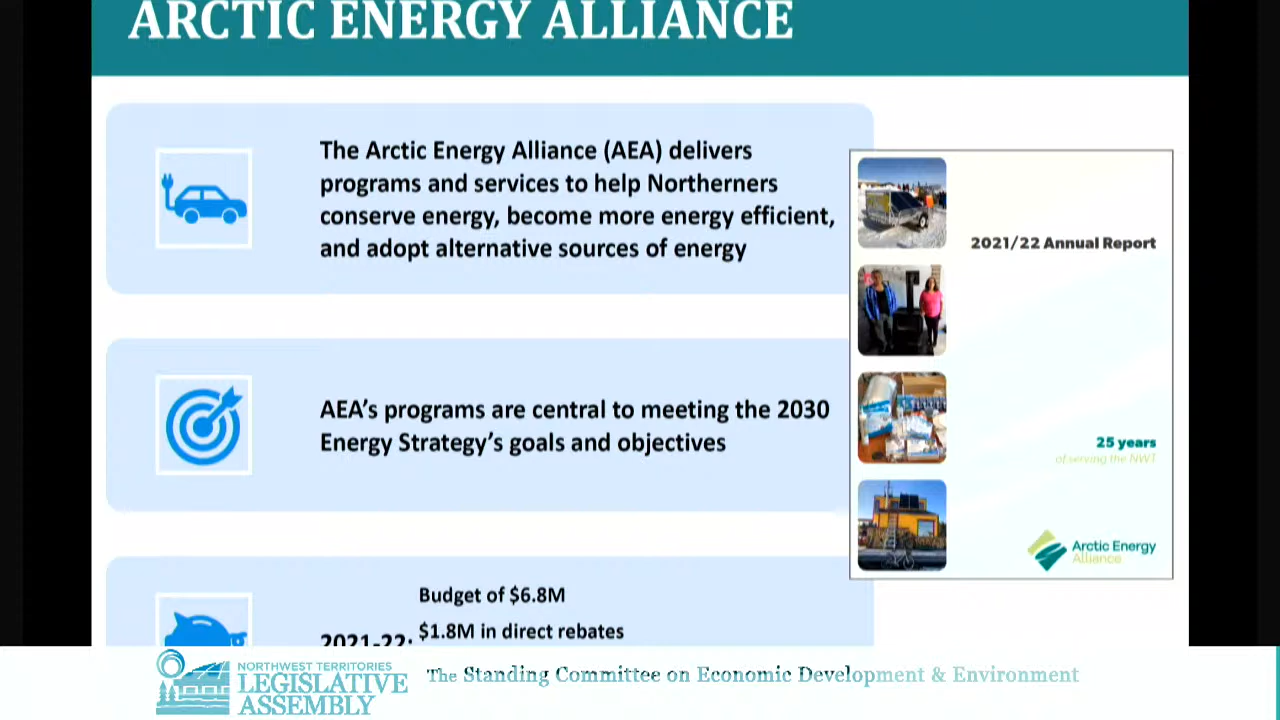 ARCTIC ENERGY ALLIANCE
The Arctic Energy Alliance (AEA) delivers
programs and services to help Northerners
conserve energy, become more energy efficient,
and adopt alternative sources of energy
2021/22 Annual Report
AEA's programs are central to meeting the 2030
Energy Strategy's goals and objectives
25 years
of serving the NWT
Arctic Energy
Alliance
Budget of $6.8M
2021-22:
$1.8M in direct rebates
NORTHWEST TERRITORIES
LEGISLATIVE
ASSEMBLY
The Standing Committee on Economic Development & Environment